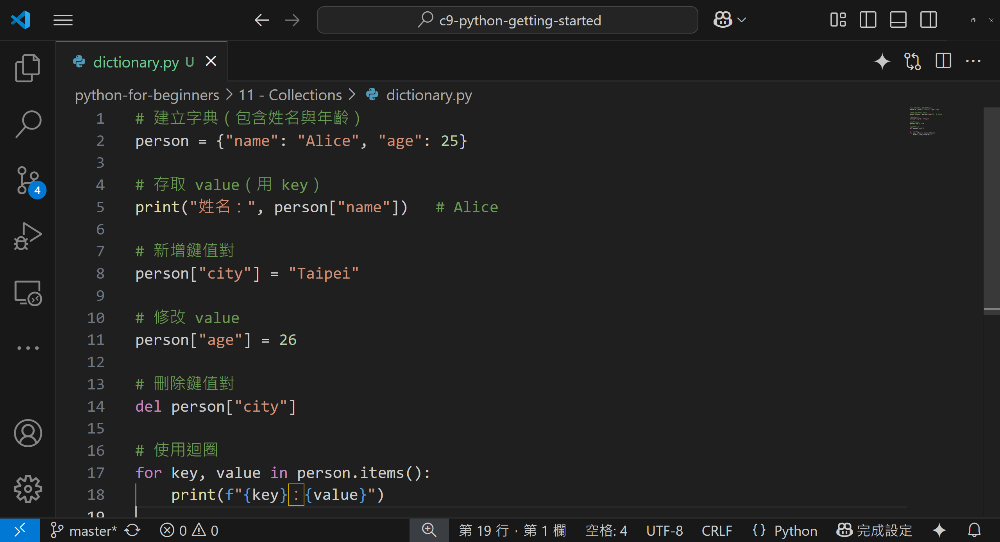 c9-python-getting-started
dictionary.py U
python-for-beginners > 11 - Collections > dictionary.py
1 # 建立字典（包含姓名與年齡）
2 person = {"name": "Alice", "age": 25}
3
4 # 存取 value（用 key）
5 print("姓名：", person["name"])   # Alice
6
7 # 新增鍵值對
8 person["city"] = "Taipei"
9
10 # 修改 value
11 person["age"] = 26
12
13 # 刪除鍵值對
14 del person["city"]
15
16 # 使用迴圈
17 for key, value in person.items():
18     print(f"{key}：{value}")
19
4
master* 0 0 第 19 行，第 1 欄 空格: 4 UTF-8 CRLF {} Python 完成設定